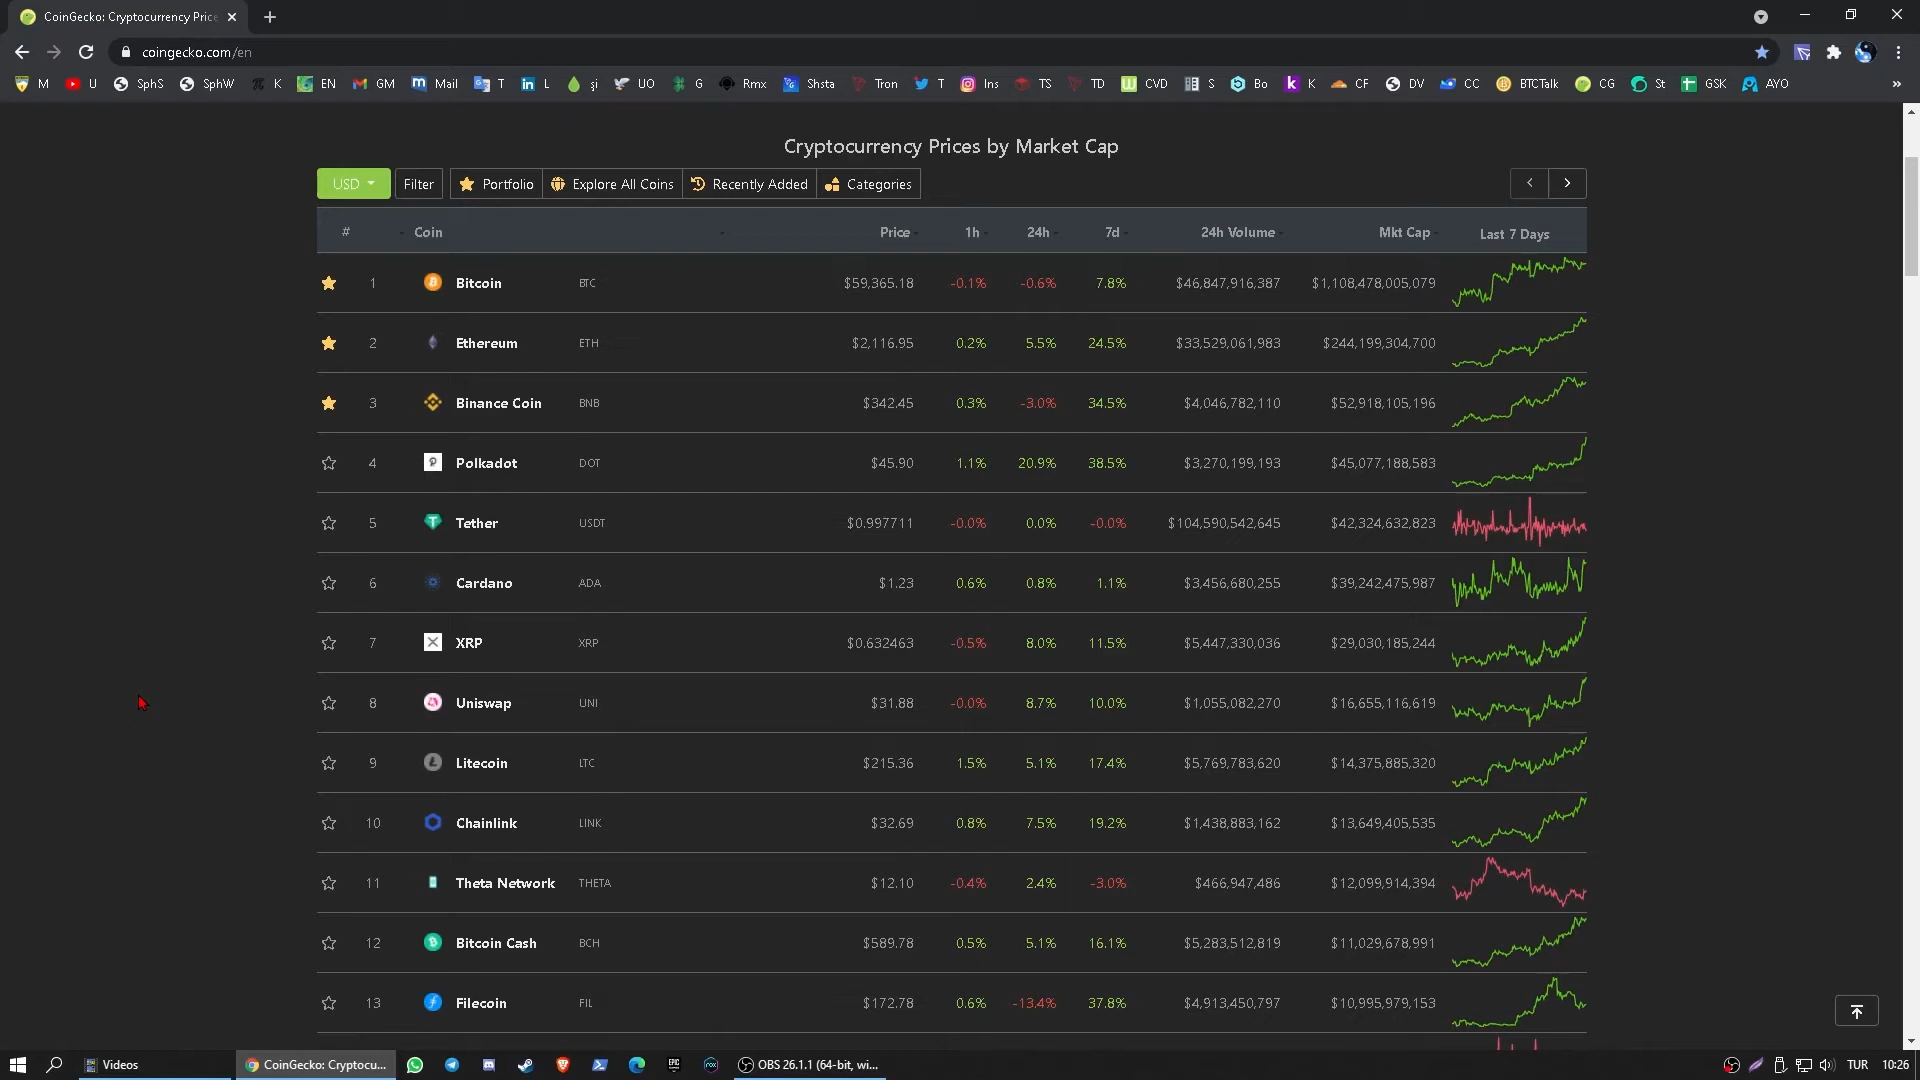 CoinGecko: Cryptocurrency Price
coingecko.com/en
M U SphS SphW K EN GM Mail T L şi UO G Rmx Shsta Tron T Ins TS TD CVD S Bo K CF DV CC BTCTalk CG St GSK AYO »
Cryptocurrency Prices by Market Cap
USD Filter Portfolio Explore All Coins Recently Added Categories
# Coin Price 1h 24h 7d 24h Volume Mkt Cap Last 7 Days
1 Bitcoin BTC $59,365.18 -0.1% -0.6% 7.8% $46,847,916,387 $1,108,478,005,079
2 Ethereum ETH $2,116.95 0.2% 5.5% 24.5% $33,529,061,983 $244,199,304,700
3 Binance Coin BNB $342.45 0.3% -3.0% 34.5% $4,046,782,110 $52,918,105,196
4 Polkadot DOT $45.90 1.1% 20.9% 38.5% $3,270,199,193 $45,077,188,583
5 Tether USDT $0.997711 -0.0% 0.0% -0.0% $104,590,542,645 $42,324,632,823
6 Cardano ADA $1.23 0.6% 0.8% 1.1% $3,456,680,255 $39,242,475,987
7 XRP XRP $0.632463 -0.5% 8.0% 11.5% $5,447,330,036 $29,030,185,244
8 Uniswap UNI $31.88 -0.0% 8.7% 10.0% $1,055,082,270 $16,655,116,619
9 Litecoin LTC $215.36 1.5% 5.1% 17.4% $5,769,783,620 $14,375,885,320
10 Chainlink LINK $32.69 0.8% 7.5% 19.2% $1,438,883,162 $13,649,405,535
11 Theta Network THETA $12.10 -0.4% 2.4% -3.0% $466,947,486 $12,099,914,394
12 Bitcoin Cash BCH $589.78 0.5% 5.1% 16.1% $5,283,512,819 $11,029,678,991
13 Filecoin FIL $172.78 0.6% -13.4% 37.8% $4,913,450,797 $10,995,979,153
Videos CoinGecko: Cryptocu... OBS 26.1.1 (64-bit, wi... TUR 10:26